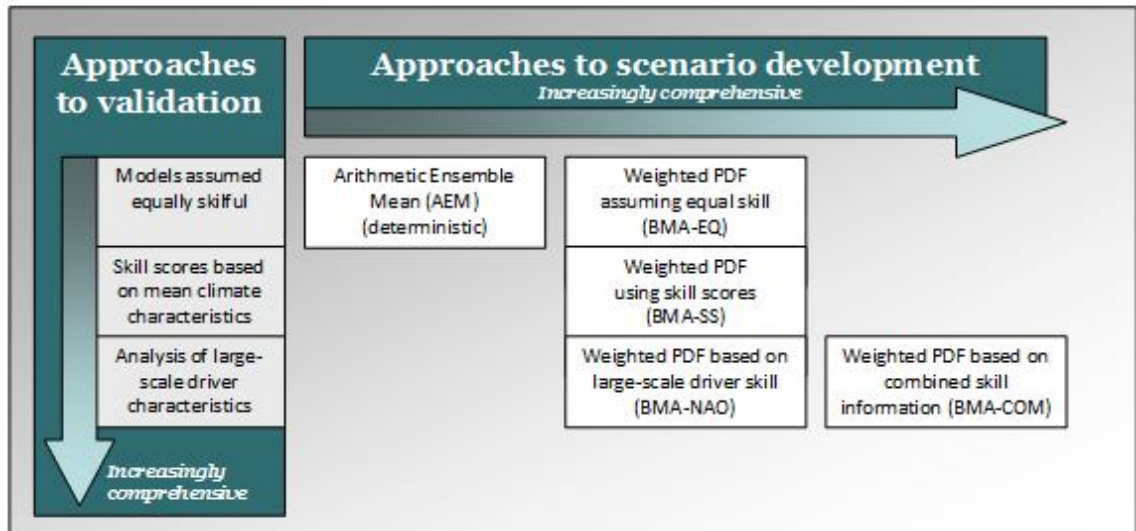 Approaches
to validation
Approaches to scenario development
Increasingly comprehensive
Models assumed
equally skilful
Arithmetic Ensemble
Mean (AEM)
(deterministic)
Weighted PDF
assuming equal skill
(BMA-EQ)
Skill scores based
on mean climate
characteristics
Weighted PDF
using skill scores
(BMA-SS)
Analysis of large-
scale driver
characteristics
Weighted PDF based on
large-scale driver skill
(BMA-NAO)
Weighted PDF based on
combined skill
information (BMA-COM)
Increasingly
comprehensive